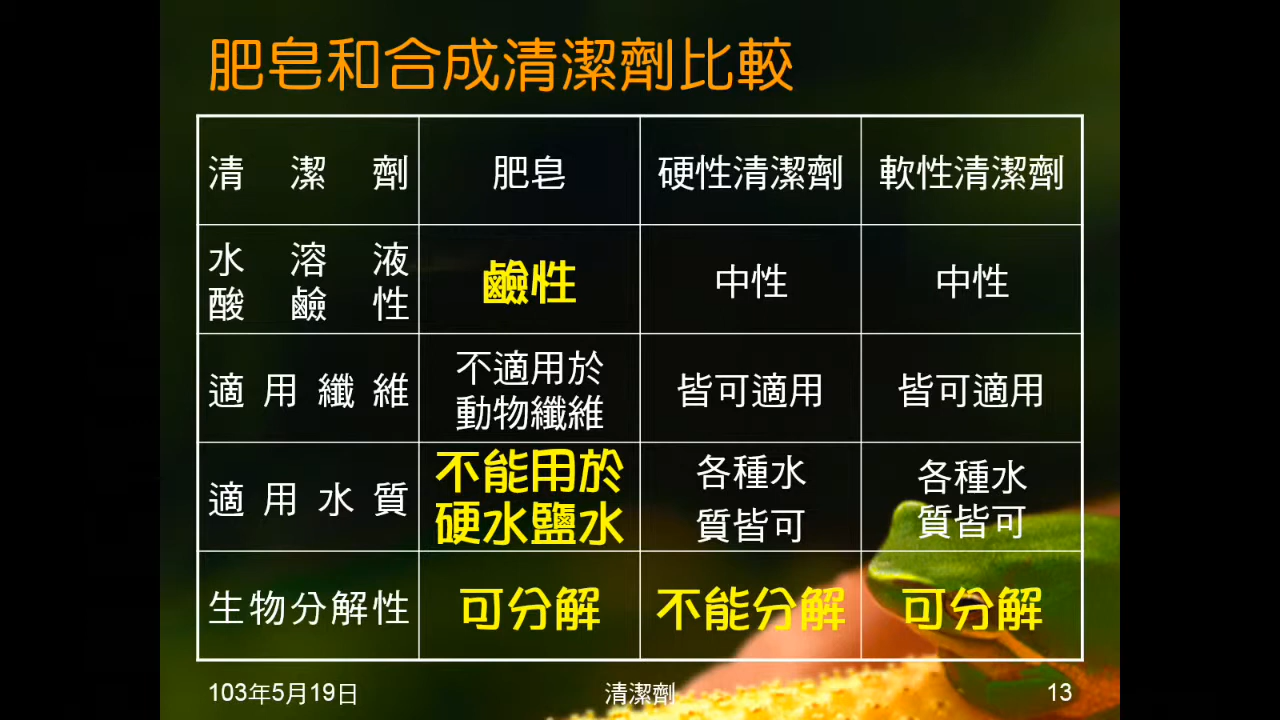 肥皂和合成清潔劑比較
清潔劑 肥皂 硬性清潔劑 軟性清潔劑
水溶液
酸鹼性
鹼性 中性 中性
適用纖維
不適用於
動物纖維
皆可適用 皆可適用
適用水質
不能用於
硬水鹽水
各種水
質皆可
各種水
質皆可
生物分解性 可分解 不能分解 可分解
103年5月19日 清潔劑 13